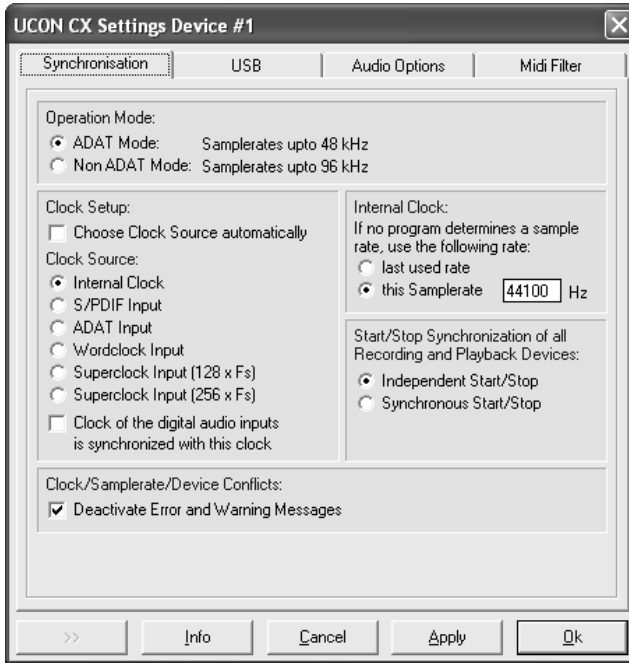 UCON CX Settings Device #1
Synchronisation
USB
Audio Options
Midi Filter
Operation Mode:
ADAT Mode: Samplerates upto 48 kHz
Non ADAT Mode: Samplerates upto 96 kHz
Clock Setup:
Choose Clock Source automatically
Clock Source:
Internal Clock
S/PDIF Input
ADAT Input
Wordclock Input
Superclock Input (128 x Fs)
Superclock Input (256 x Fs)
Clock of the digital audio inputs
is synchronized with this clock
Internal Clock:
If no program determines a sample
rate, use the following rate:
last used rate
this Samplerate 44100 Hz
Start/Stop Synchronization of all
Recording and Playback Devices:
Independent Start/Stop
Synchronous Start/Stop
Clock/Samplerate/Device Conflicts:
Deactivate Error and Warning Messages
>>
Info
Cancel
Apply
Ok